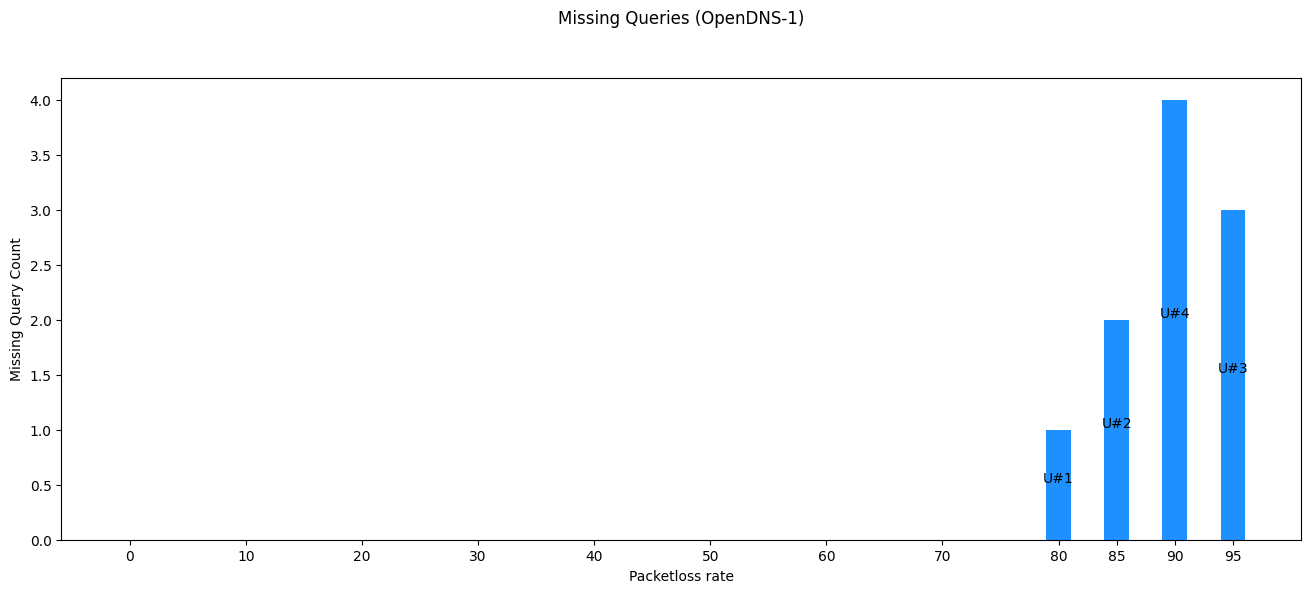 Missing Queries (OpenDNS-1)
4.0
3.5
3.0
2.5
2.0
1.5
1.0
0.5
0.0
Missing Query Count
U#1
U#2
U#4
U#3
0 10 20 30 40 50 60 70 80 85 90 95
Packetloss rate